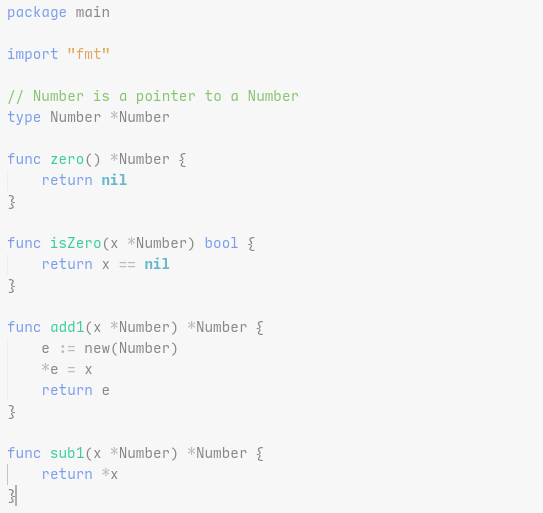 package main
import "fmt"
// Number is a pointer to a Number
type Number *Number
func zero() *Number {
    return nil
}
func isZero(x *Number) bool {
    return x == nil
}
func add1(x *Number) *Number {
    e := new(Number)
    *e = x
    return e
}
func sub1(x *Number) *Number {
    return *x
}